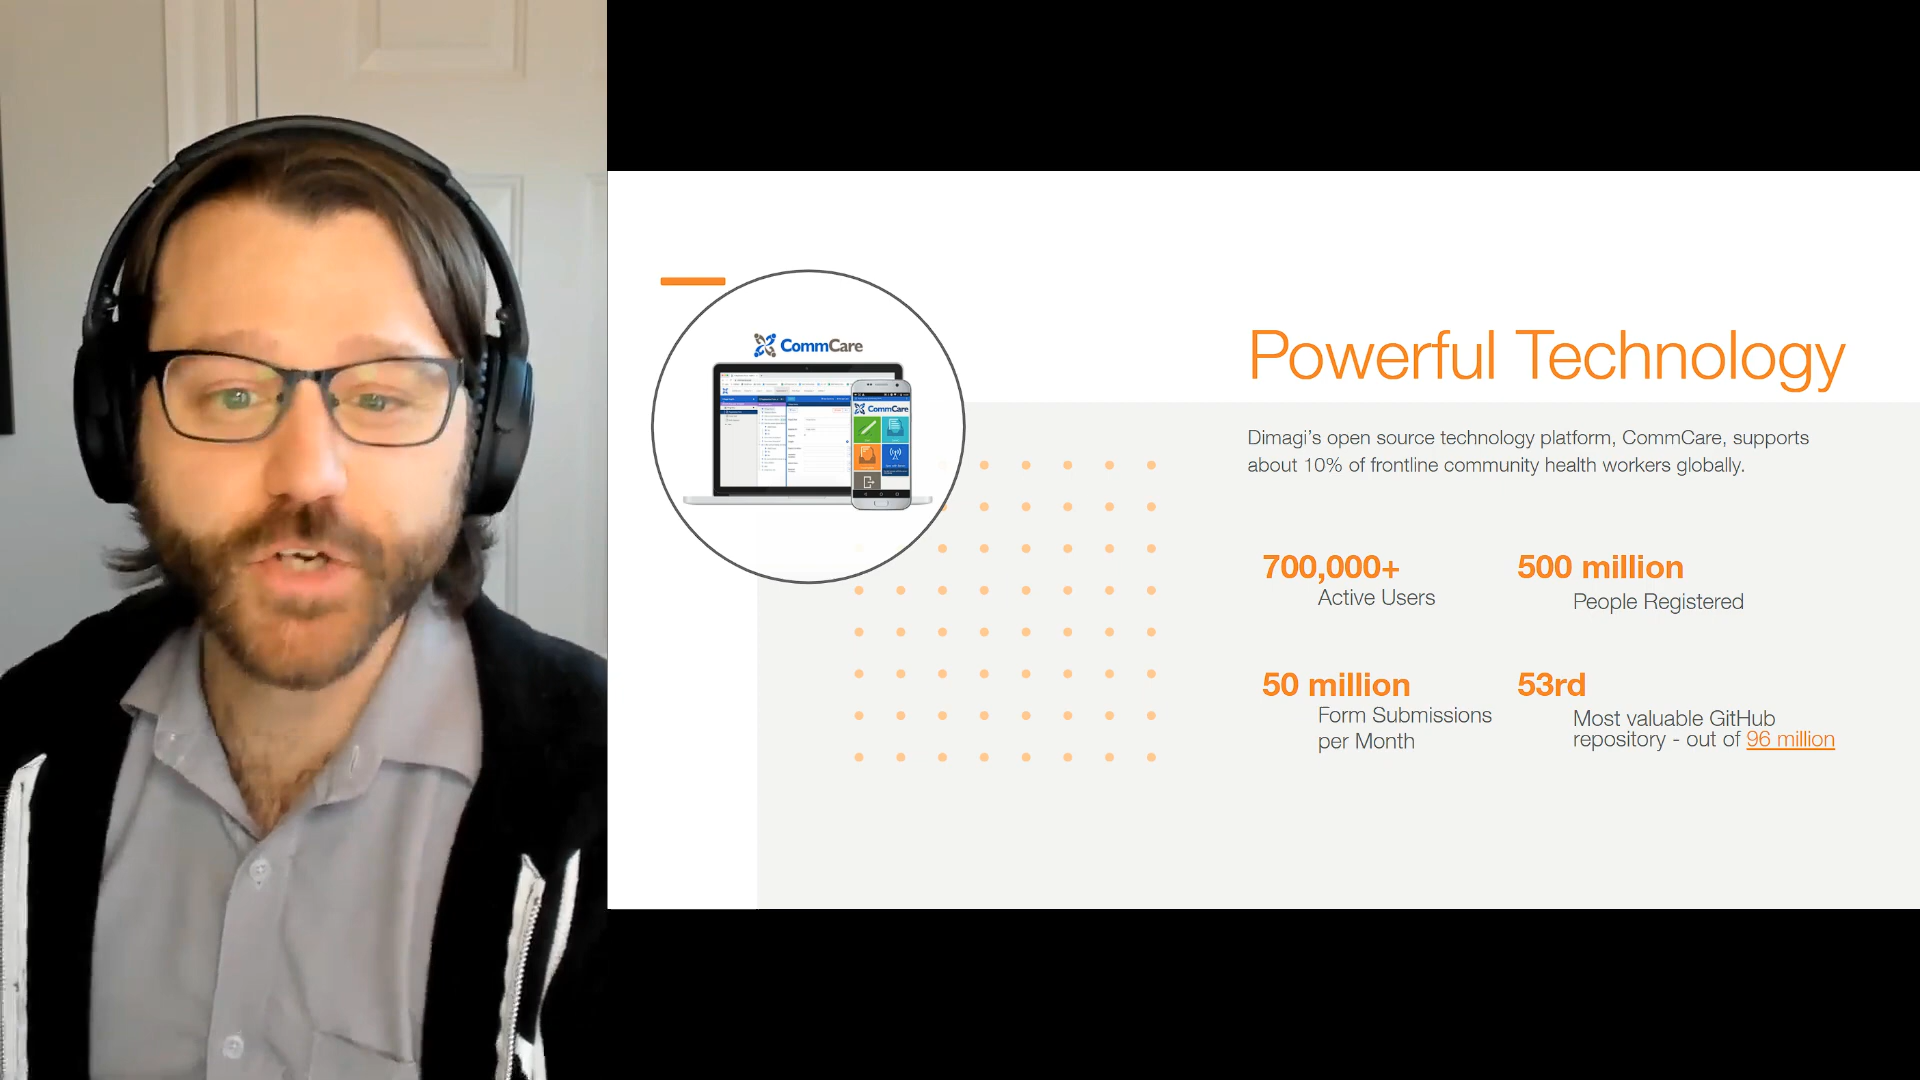 CommCare
CommCare
Powerful Technology
Dimagi's open source technology platform, CommCare, supports
about 10% of frontline community health workers globally.
700,000+
Active Users
500 million
People Registered
50 million
Form Submissions
per Month
53rd
Most valuable GitHub
repository - out of 96 million